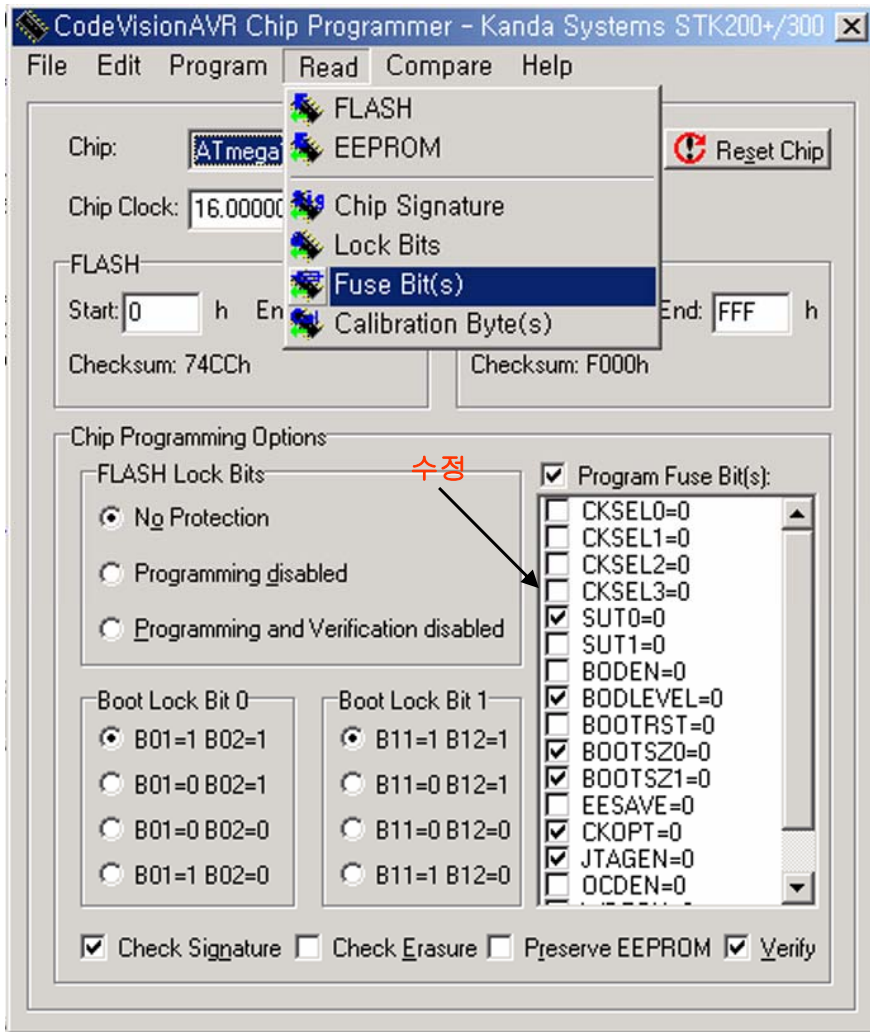 CodeVisionAVR Chip Programmer - Kanda Systems STK200+/300
File Edit Program Read Compare Help
FLASH
EEPROM
Chip Signature
Lock Bits
Fuse Bit(s)
Calibration Byte(s)
Chip: ATmega
Reset Chip
Chip Clock: 16.00000
FLASH
Start: 0 h
End: FFF h
Checksum: 74CCh
Checksum: F000h
Chip Programming Options
FLASH Lock Bits
No Protection
Programming disabled
Programming and Verification disabled
수정
Program Fuse Bit(s):
CKSEL0=0
CKSEL1=0
CKSEL2=0
CKSEL3=0
SUT0=0
SUT1=0
BODEN=0
BODLEVEL=0
BOOTRST=0
BOOTSZ0=0
BOOTSZ1=0
EESAVE=0
CKOPT=0
JTAGEN=0
OCDEN=0
Boot Lock Bit 0
B01=1 B02=1
B01=0 B02=1
B01=0 B02=0
B01=1 B02=0
Boot Lock Bit 1
B11=1 B12=1
B11=0 B12=1
B11=0 B12=0
B11=1 B12=0
Check Signature Check Erasure Preserve EEPROM Verify